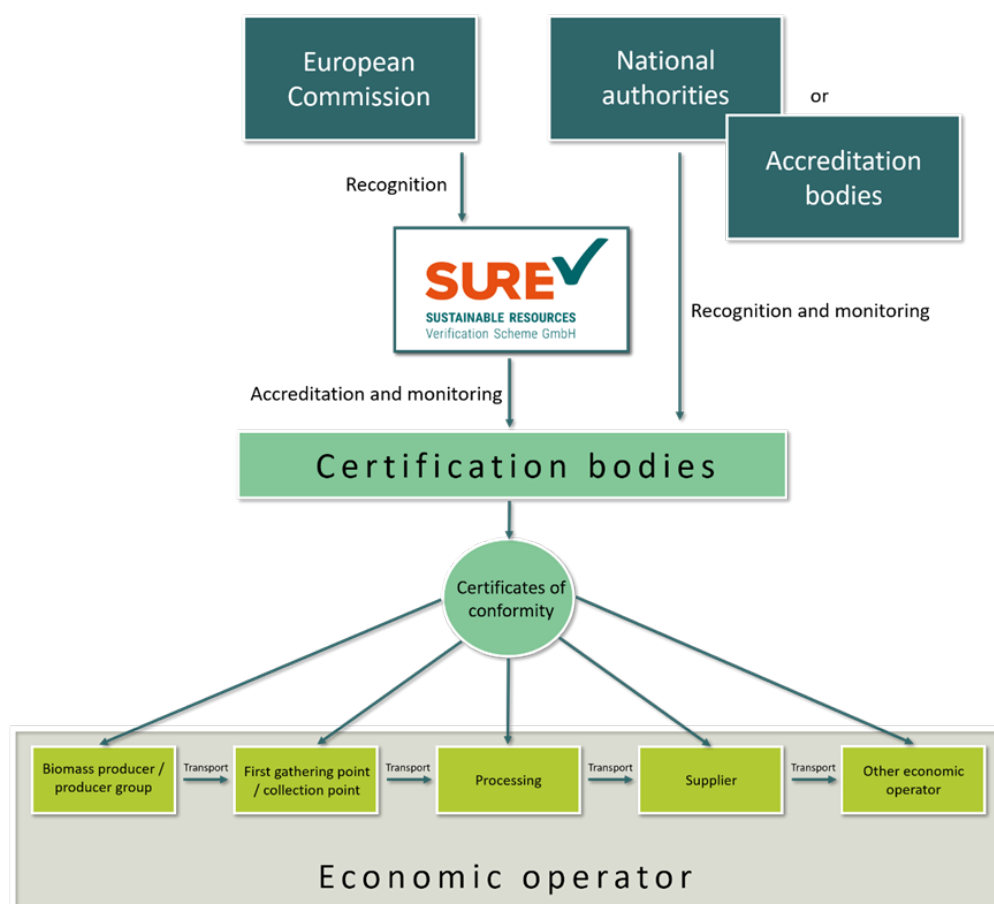 European
Commission
National
authorities
or
Accreditation
bodies
Recognition
SURE
SUSTAINABLE RESOURCES
Verification Scheme GmbH
Recognition and monitoring
Accreditation and monitoring
Certification bodies
Certificates of
conformity
Biomass producer /
producer group
Transport
First gathering point
/ collection point
Transport
Processing
Transport
Supplier
Transport
Other economic
operator
Economic operator